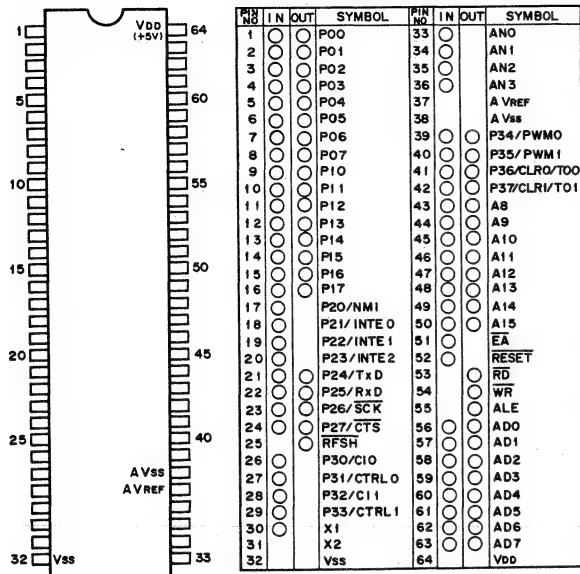 1 VDD 64
(+5V)
5 60
10 55
15 50
20 45
25 40
AVSS
AVREF
32 VSS 33
PIN NO IN OUT SYMBOL PIN NO IN OUT SYMBOL
1 P00 33 AN0
2 P01 34 AN1
3 P02 35 AN2
4 P03 36 AN3
5 P04 37 AVREF
6 P05 38 AVSS
7 P06 39 P34/PWM0
8 P07 40 P35/PWM1
9 P10 41 P36/CLR0/T00
10 P11 42 P37/CLR1/T01
11 P12 43 A8
12 P13 44 A9
13 P14 45 A10
14 P15 46 A11
15 P16 47 A12
16 P17 48 A13
17 P20/NMI 49 A14
18 P21/INTE0 50 A15
19 P22/INTE1 51 EA
20 P23/INTE2 52 RESET
21 P24/TxD 53 RD
22 P25/RxD 54 WR
23 P26/SCK 55 ALE
24 P27/CTS 56 AD0
25 RFSH 57 AD1
26 P30/CI0 58 AD2
27 P31/CTRL0 59 AD3
28 P32/CI1 60 AD4
29 P33/CTRL1 61 AD5
30 X1 62 AD6
31 X2 63 AD7
32 VSS 64 VDD